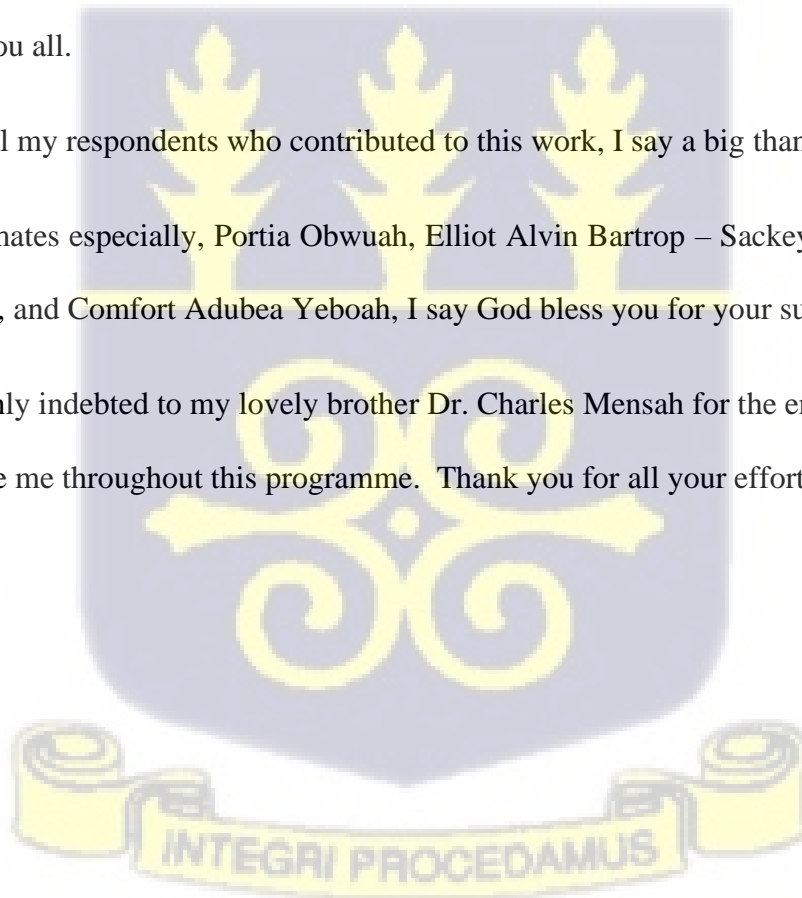 ou all.
l my respondents who contributed to this work, I say a big than
nates especially, Portia Obwuah, Elliot Alvin Bartrop – Sackey
, and Comfort Adubea Yeboah, I say God bless you for your su
nly indebted to my lovely brother Dr. Charles Mensah for the en
e me throughout this programme.  Thank you for all your effort
INTEGRI PROCEDAMUS